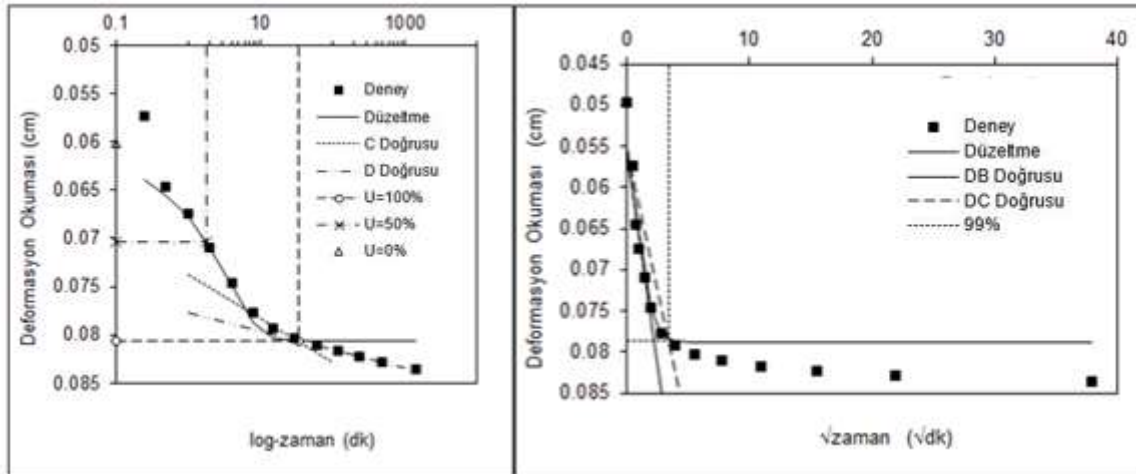 0.1 10 1000
0.05
0.055
0.06
0.065
0.07
0.075
0.08
0.085
Deformasyon Okuması (cm)
Deney
Düzeltme
C Doğrusu
D Doğrusu
U=100%
U=50%
U=0%
log-zaman (dk)
0 10 20 30 40
0.045
0.05
0.055
0.06
0.065
0.07
0.075
0.08
0.085
Deformasyon Okuması (cm)
Deney
Düzeltme
DB Doğrusu
DC Doğrusu
99%
√zaman (√dk)